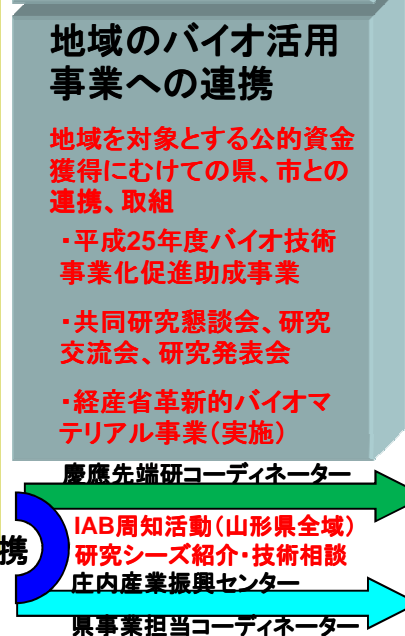 地域のバイオ活用
事業への連携
地域を対象とする公的資金
獲得にむけての県、市との
連携、取組
・平成25年度バイオ技術
事業化促進助成事業
・共同研究懇談会、研究
交流会、研究発表会
・経産省革新的バイオマ
テリアル事業（実施）
慶應先端研コーディネーター
携
IAB周知活動（山形県全域）
研究シーズ紹介・技術相談
庄内産業振興センター
県事業担当コーディネーター